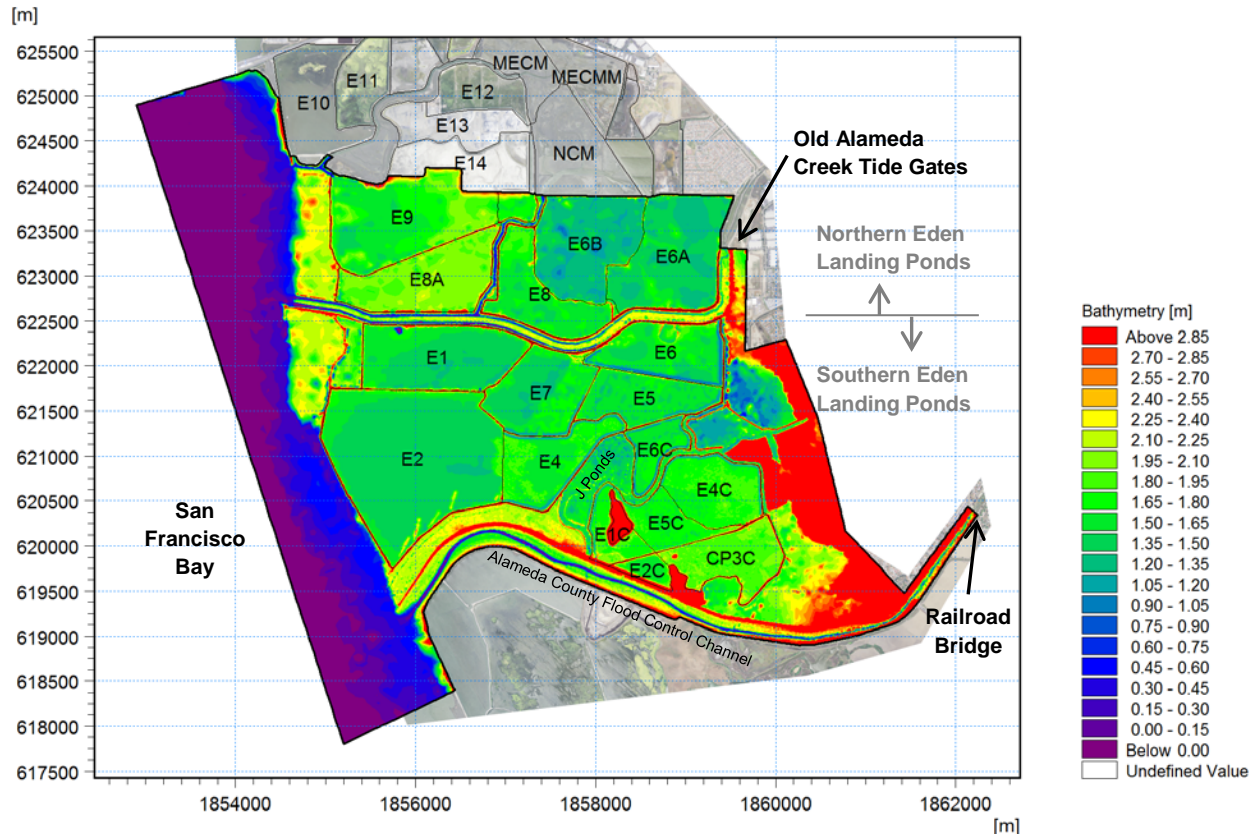 [m]
625500
625000
624500
624000
623500
623000
622500
622000
621500
621000
620500
620000
619500
619000
618500
618000
617500
1854000
1856000
1858000
1860000
1862000
[m]
MECM
MECMM
E11
E10
E12
E13
NCM
E14
Old Alameda
Creek Tide Gates
E9
E6B
E6A
Northern Eden
Landing Ponds
E8A
E8
E1
E6
E7
E5
Southern Eden
Landing Ponds
E2
E4
E6C
J Ponds
E4C
San
Francisco
Bay
E1C
E5C
CP3C
E2C
Alameda County Flood Control Channel
Railroad
Bridge
Bathymetry [m]
Above 2.85
2.70 - 2.85
2.55 - 2.70
2.40 - 2.55
2.25 - 2.40
2.10 - 2.25
1.95 - 2.10
1.80 - 1.95
1.65 - 1.80
1.50 - 1.65
1.35 - 1.50
1.20 - 1.35
1.05 - 1.20
0.90 - 1.05
0.75 - 0.90
0.60 - 0.75
0.45 - 0.60
0.30 - 0.45
0.15 - 0.30
0.00 - 0.15
Below 0.00
Undefined Value